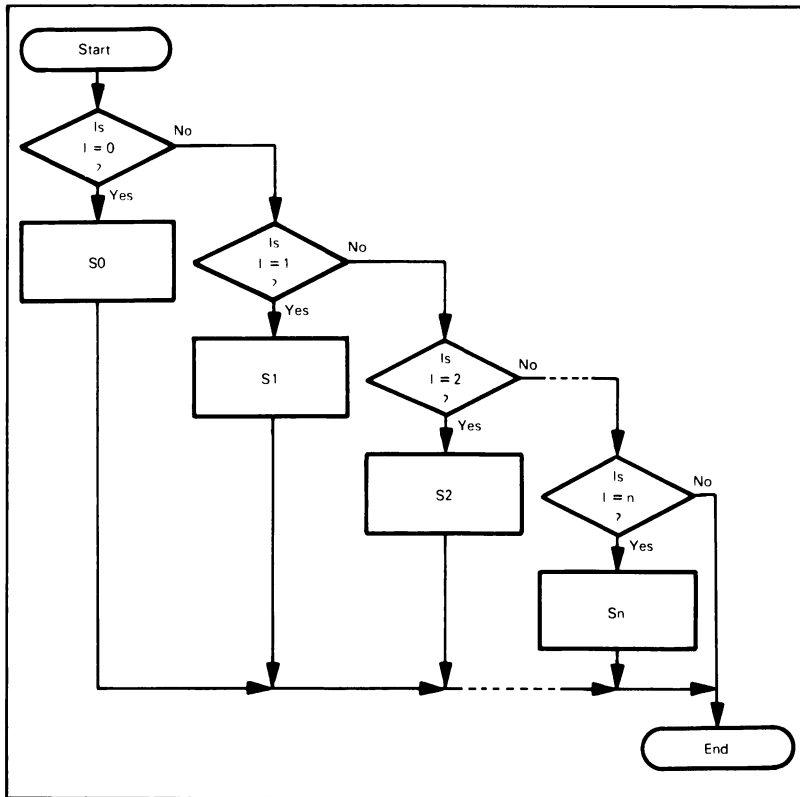 Start
Is
I = 0
?
No
Yes
S0
Is
I = 1
?
No
Yes
S1
Is
I = 2
?
No
Yes
S2
Is
I = n
?
No
Yes
Sn
End